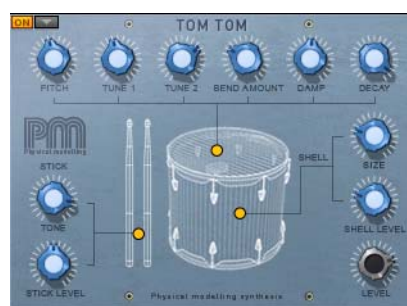 ON
TOM TOM
PITCH TUNE 1 TUNE 2 BEND AMOUNT DAMP DECAY
PM
Physical modelling
STICK
SHELL
SIZE
TONE
SHELL LEVEL
STICK LEVEL
LEVEL
Physical modelling synthesis